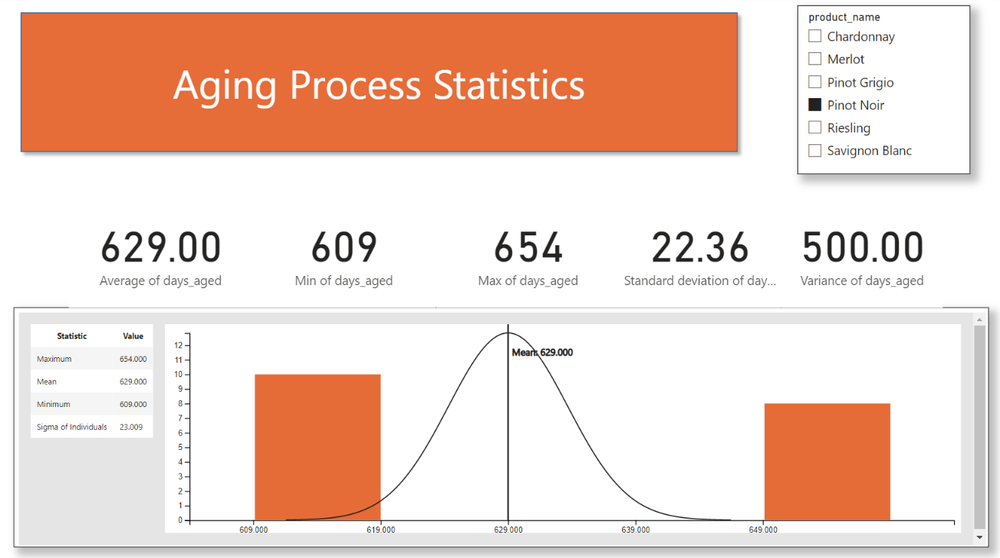 Aging Process Statistics
product_name
Chardonnay
Merlot
Pinot Grigio
Pinot Noir
Riesling
Savignon Blanc
629.00
Average of days_aged
609
Min of days_aged
654
Max of days_aged
22.36
Standard deviation of day...
500.00
Variance of days_aged
Statistic Value
Maximum 654.000
Mean 629.000
Minimum 609.000
Sigma of Individuals 23.009
Mean: 629.000
12
11
10
9
8
7
6
5
4
3
2
1
0
609.000 619.000 629.000 639.000 649.000